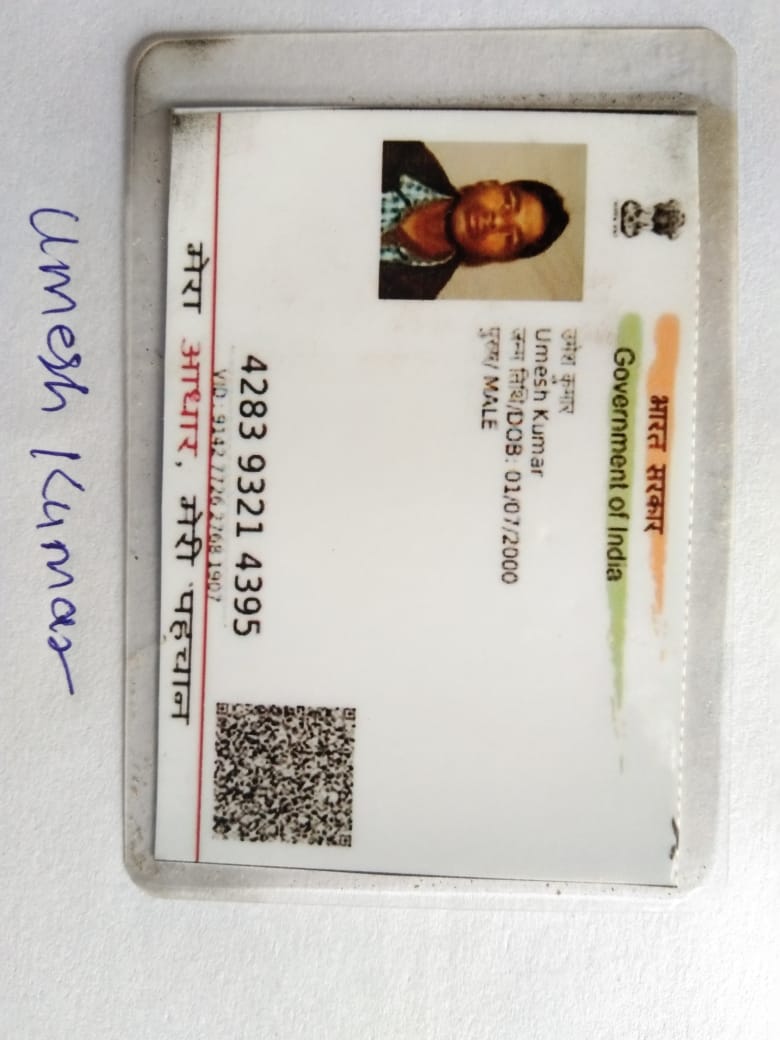 भारत सरकार
Government of India
उमेश कुमार
Umesh Kumar
जन्म तिथि/DOB: 01/07/2000
पुरुष/ MALE
4283 9321 4395
VID : 9142 7726 2768 1907
मेरा आधार, मेरी पहचान
Umesh Kumar